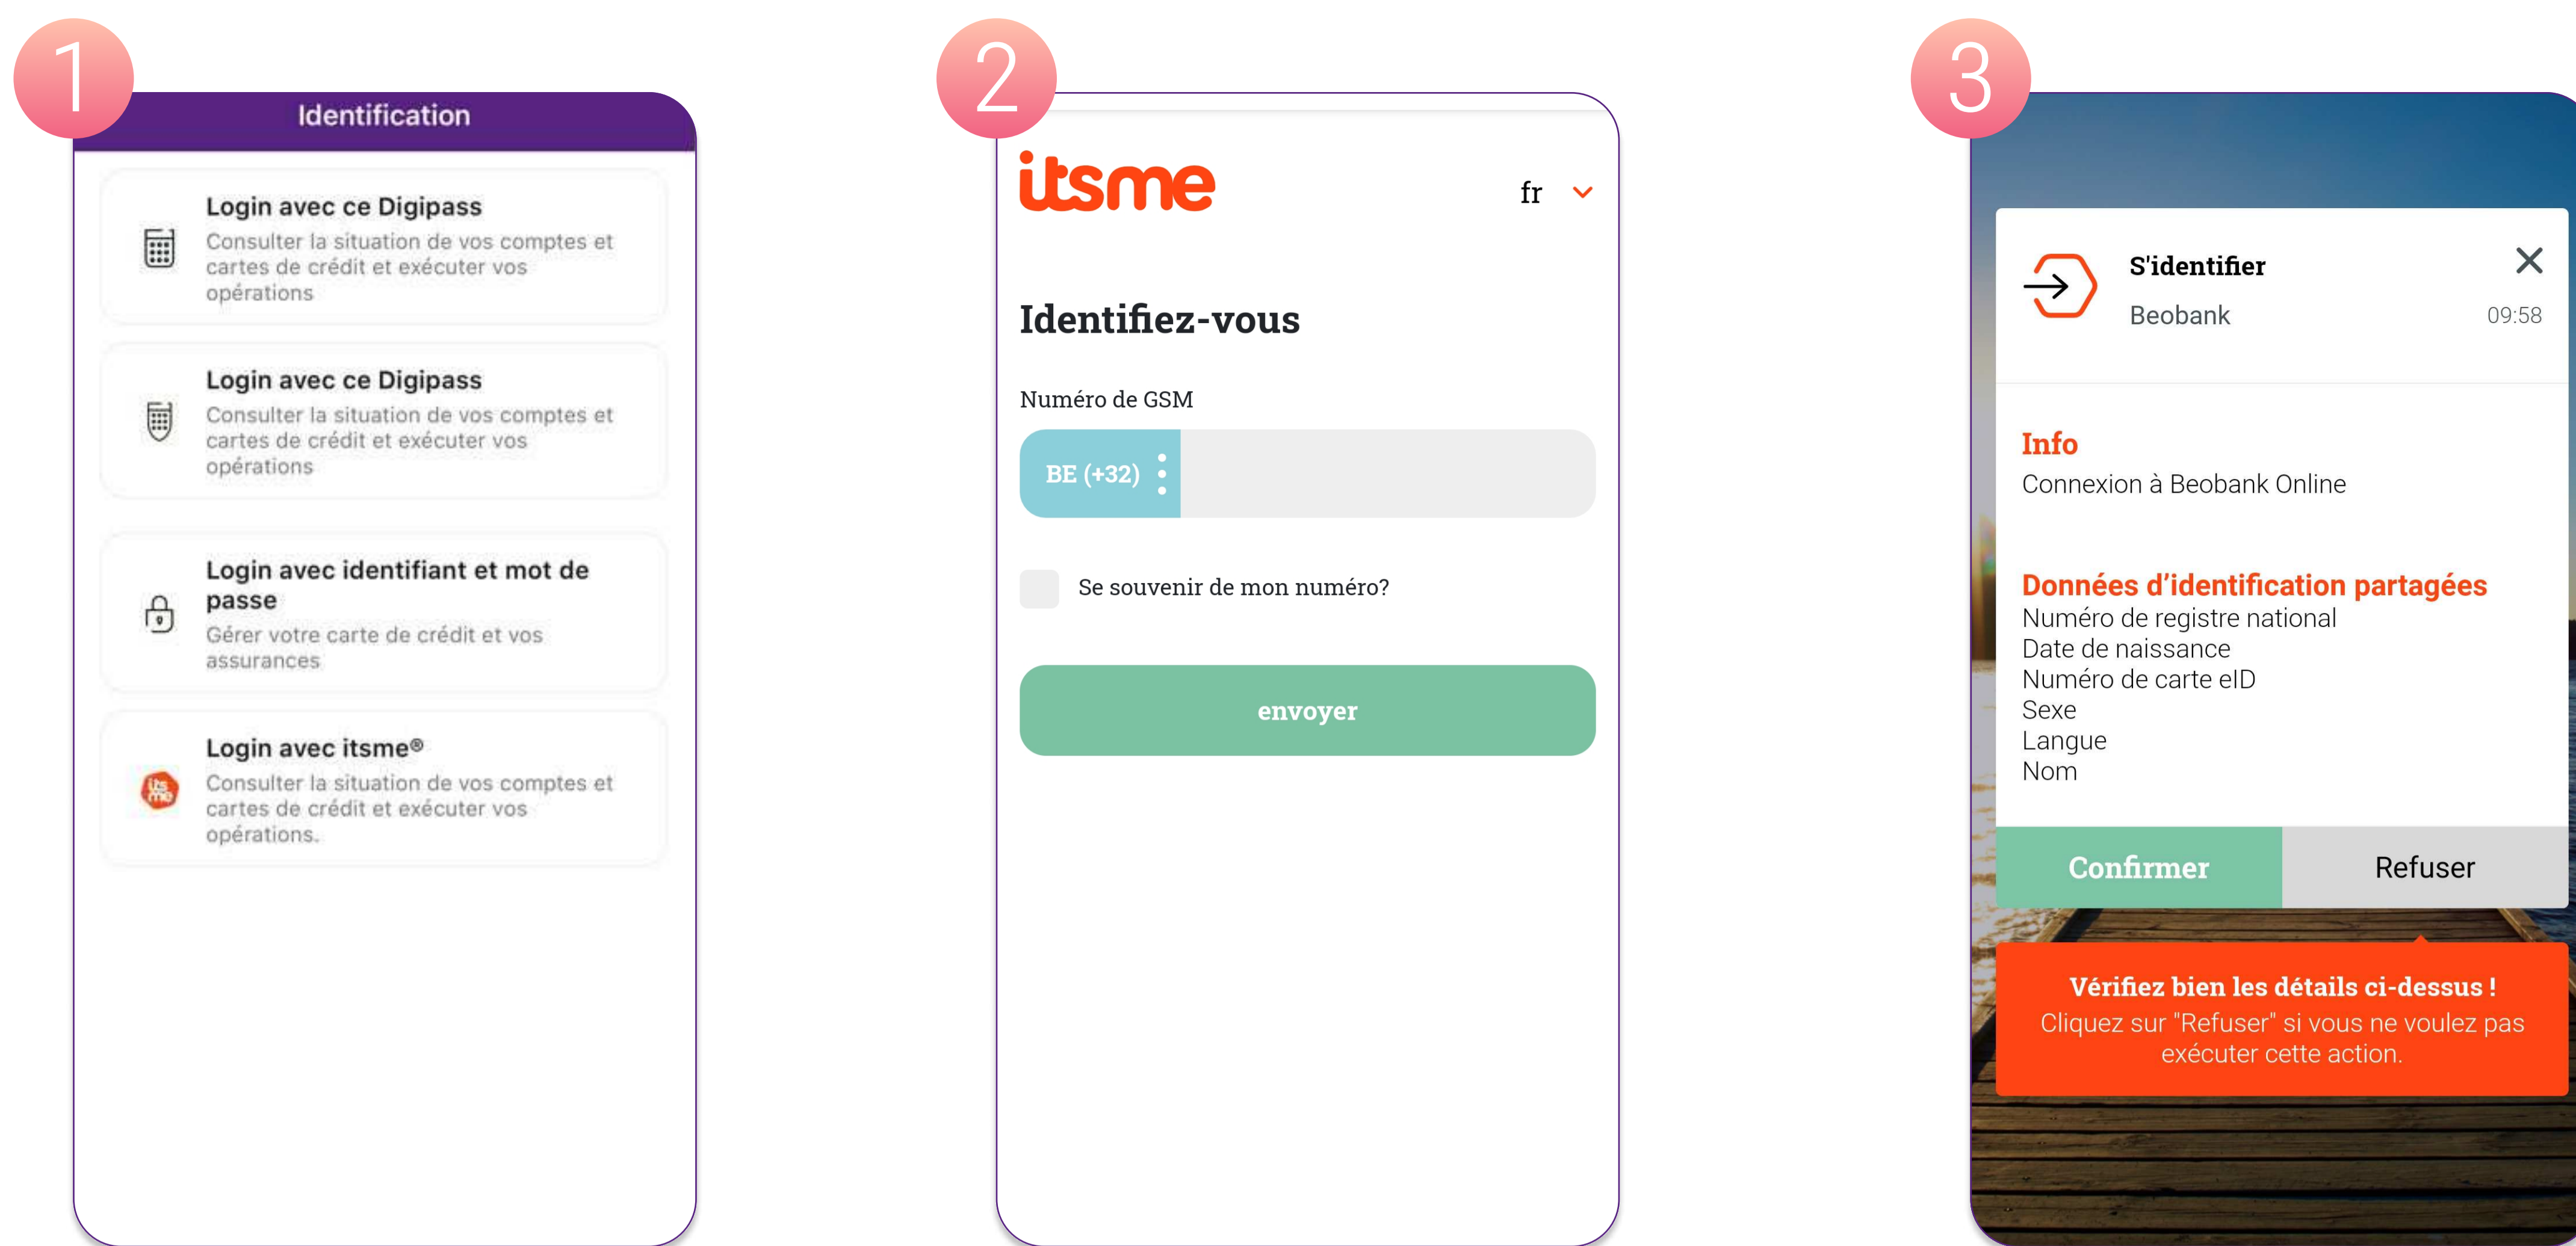 1
Identification
Login avec ce Digipass
Consulter la situation de vos comptes et
cartes de crédit et exécuter vos
opérations
Login avec ce Digipass
Consulter la situation de vos comptes et
cartes de crédit et exécuter vos
opérations
Login avec identifiant et mot de
passe
Gérer votre carte de crédit et vos
assurances
its
me
Login avec itsme®
Consulter la situation de vos comptes et
cartes de crédit et exécuter vos
opérations.
2
itsme
fr
Identifiez-vous
Numéro de GSM
BE (+32)
Se souvenir de mon numéro?
envoyer
3
S'identifier
Beobank
09:58
Info
Connexion à Beobank Online
Données d’identification partagées
Numéro de registre national
Date de naissance
Numéro de carte eID
Sexe
Langue
Nom
Confirmer
Refuser
Vérifiez bien les détails ci-dessus !
Cliquez sur "Refuser" si vous ne voulez pas
exécuter cette action.